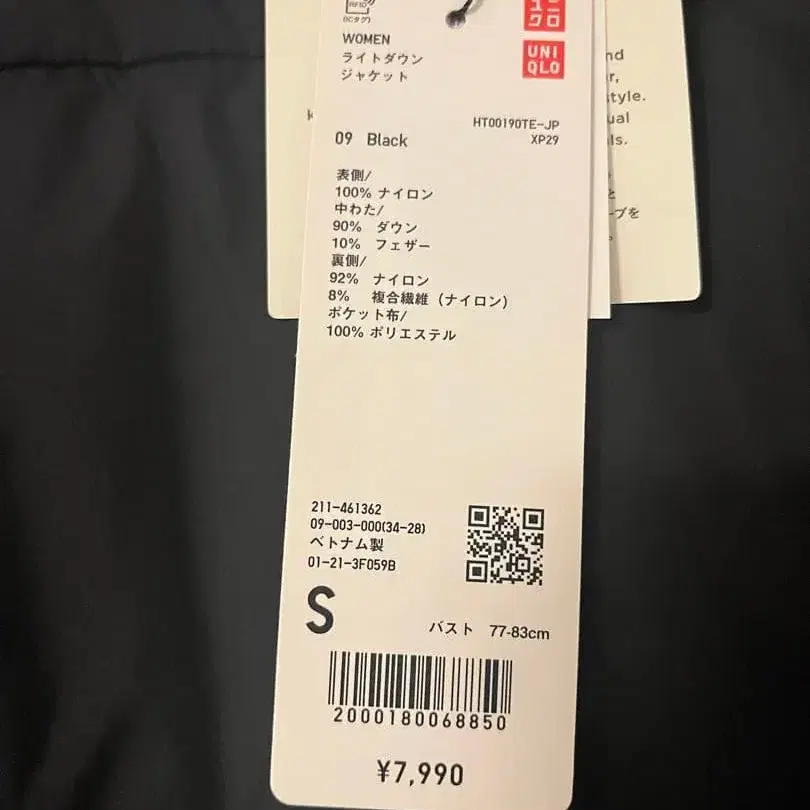 RFID
(ICタグ)
ユニ
クロ
UNI
QLO
WOMEN
ライトダウン
ジャケット
HT00190TE-JP
XP29
09 Black
表側/
100% ナイロン
中わた/
90% ダウン
10% フェザー
裏側/
92% ナイロン
8% 複合繊維（ナイロン）
ポケット布/
100% ポリエステル
211-461362
09-003-000(34-28)
ベトナム製
01-21-3F059B
S
バスト 77-83cm
2000180068850
¥7,990